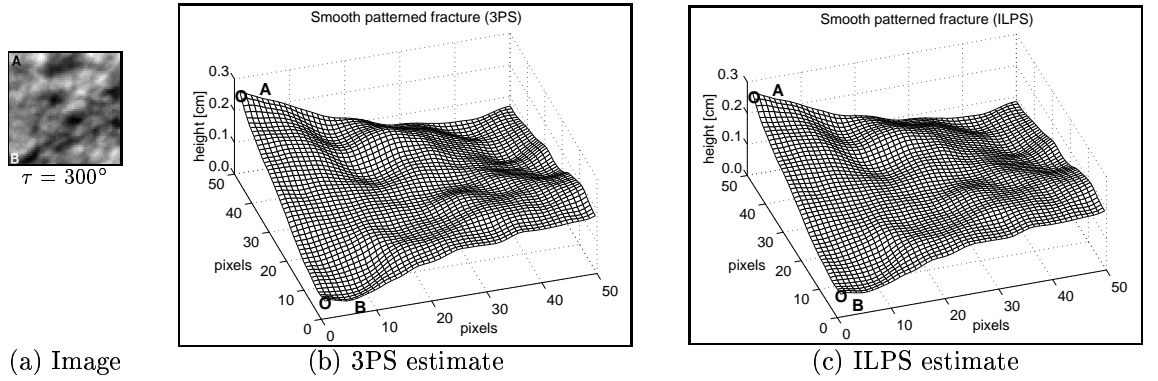 A
B
τ = 300°
(a) Image
Smooth patterned fracture (3PS)
height [cm]
0.3
0.2
0.1
0.0
50
40
30
20
10
0
pixels
0
10
20
30
40
50
pixels
O A
O B
(b) 3PS estimate
Smooth patterned fracture (ILPS)
height [cm]
0.3
0.2
0.1
0.0
50
40
30
20
10
0
pixels
0
10
20
30
40
50
pixels
O A
O B
(c) ILPS estimate